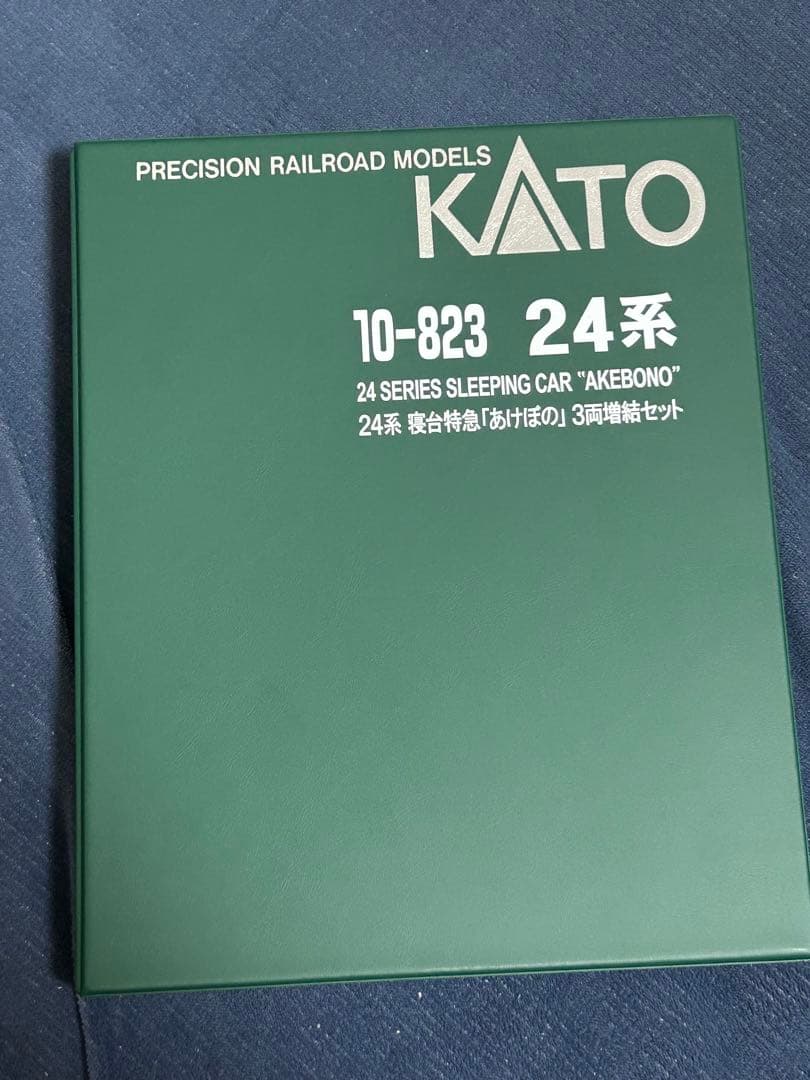 PRECISION RAILROAD MODELS
KATO
10-823 24系
24 SERIES SLEEPING CAR "AKEBONO"
24系 寝台特急「あけぼの」3両増結セット